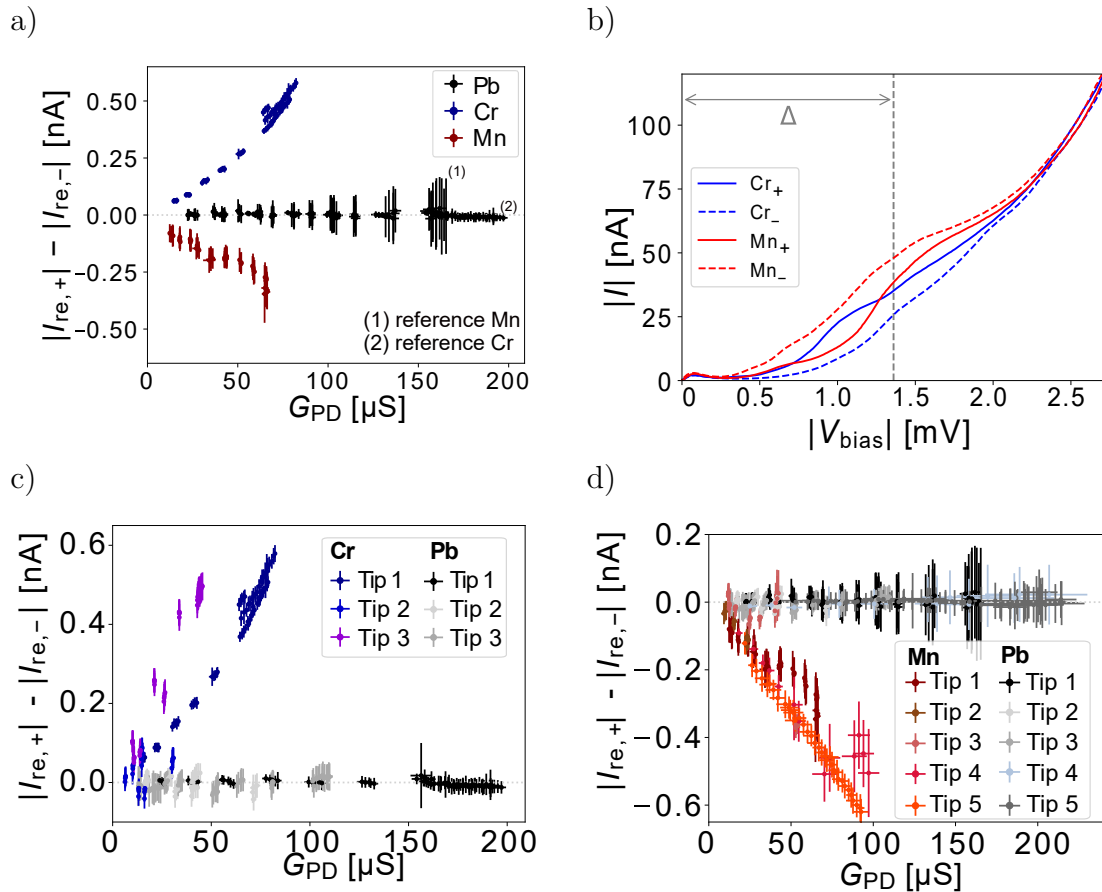 a)
|I_re,+| − |I_re,−| [nA]
0.50
0.25
0.00
−0.25
−0.50
Pb
Cr
Mn
(1)
(2)
(1) reference Mn
(2) reference Cr
0 50 100 150 200
G_PD [µS]
b)
|I| [nA]
100
75
50
25
0
Δ
Cr_+
Cr_−
Mn_+
Mn_−
0 0.5 1.0 1.5 2.0 2.5
|V_bias| [mV]
c)
|I_re,+| - |I_re,−| [nA]
0.6
0.4
0.2
0.0
Cr Pb
Tip 1 Tip 1
Tip 2 Tip 2
Tip 3 Tip 3
0 50 100 150 200
G_PD [µS]
d)
|I_re,+| - |I_re,−| [nA]
0.2
0.0
−0.2
−0.4
−0.6
Mn Pb
Tip 1 Tip 1
Tip 2 Tip 2
Tip 3 Tip 3
Tip 4 Tip 4
Tip 5 Tip 5
0 50 100 150 200
G_PD [µS]